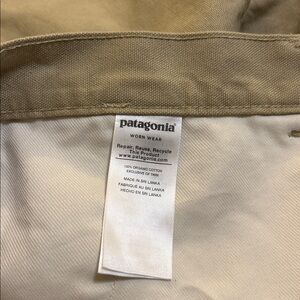 patagonia®
WORN WEAR
Repair, Reuse, Recycle
This Product
www.patagonia.com
100% ORGANIC COTTON
EXCLUSIVE OF TRIM
MADE IN SRI LANKA
FABRIQUÉ AU SRI LANKA
HECHO EN SRI LANKA